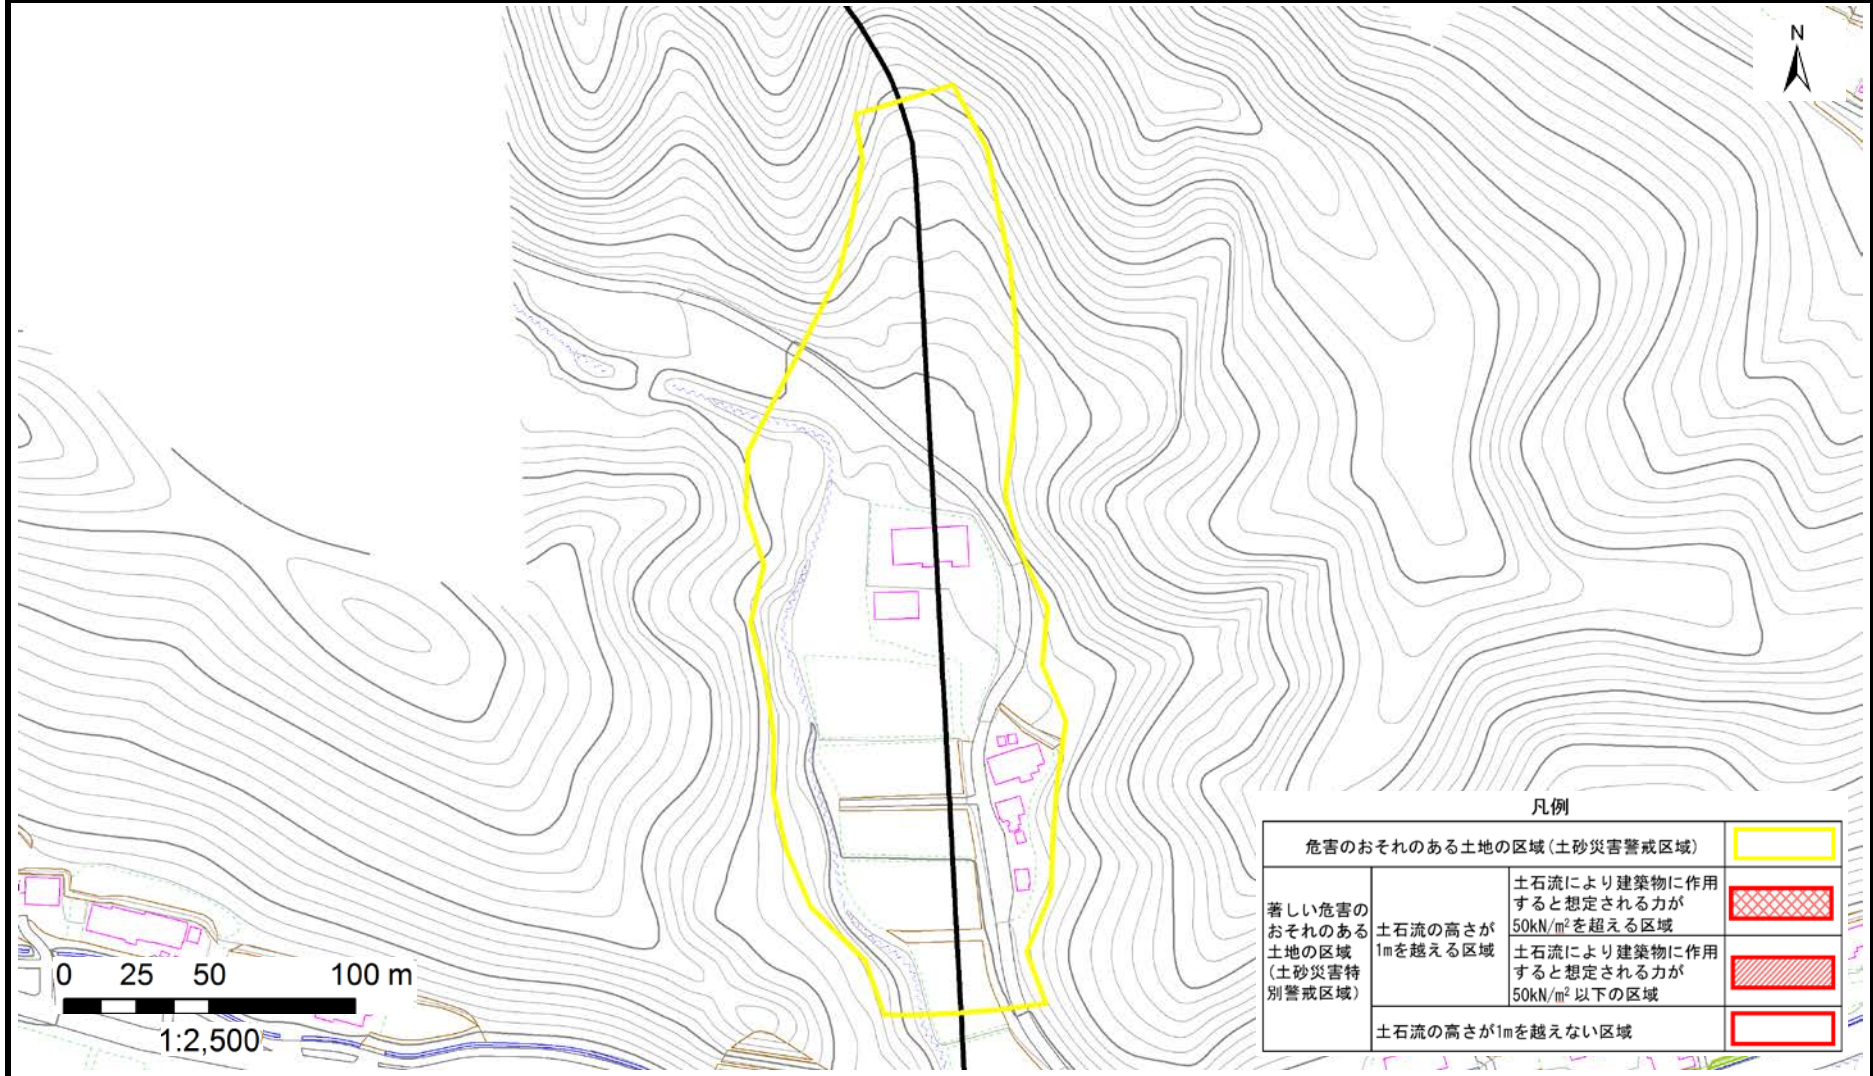 N
凡例
危害のおそれのある土地の区域(土砂災害警戒区域)
著しい危害の
おそれのある
土地の区域
(土砂災害特
別警戒区域)
土石流の高さが
1mを越える区域
土石流により建築物に作用
すると想定される力が
50kN/m²を超える区域
土石流により建築物に作用
すると想定される力が
50kN/m² 以下の区域
土石流の高さが1mを越えない区域
0 25 50 100 m
1:2,500